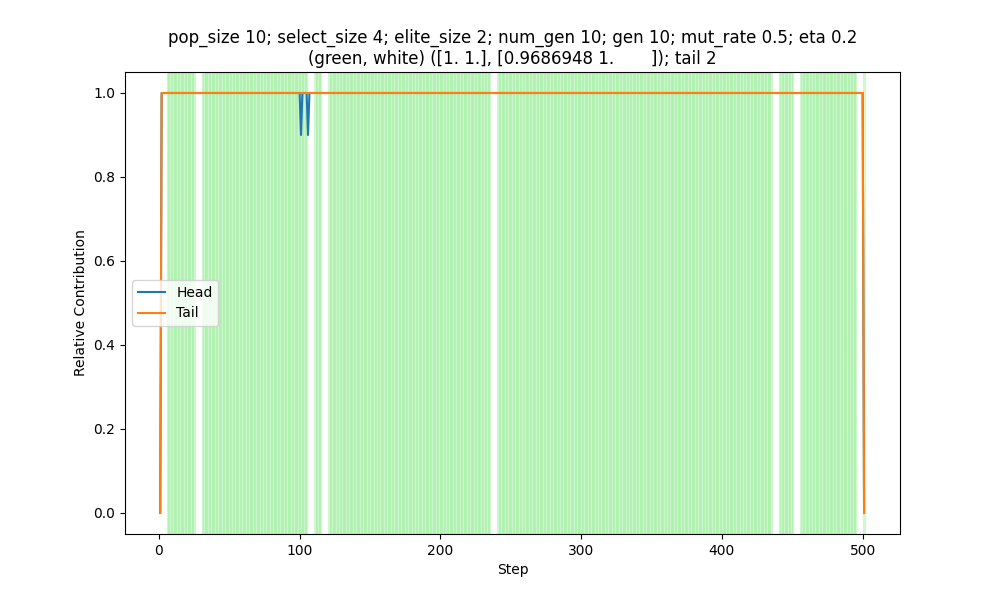 pop_size 10; select_size 4; elite_size 2; num_gen 10; gen 10; mut_rate 0.5; eta 0.2
(green, white) ([1. 1.], [0.9686948 1.       ]); tail 2
1.0
0.8
0.6
0.4
0.2
0.0
Relative Contribution
Head
Tail
0
100
200
300
400
500
Step